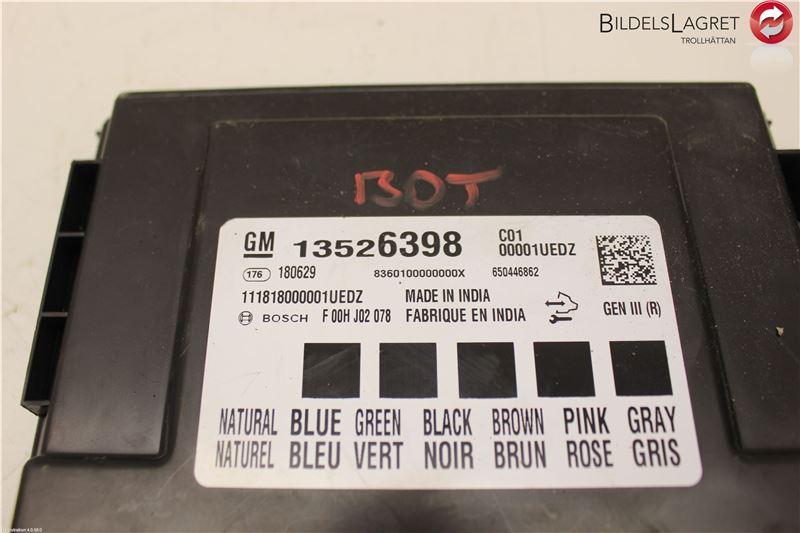 BILDELSLAGRET
TROLLHÄTTAN
BOT
GM 13526398 C01
00001UEDZ
176 180629 8360100000000X 650446862
111818000001UEDZ MADE IN INDIA
BOSCH F 00H J02 078 FABRIQUE EN INDIA GEN III (R)
NATURAL BLUE GREEN BLACK BROWN PINK GRAY
NATUREL BLEU VERT NOIR BRUN ROSE GRIS